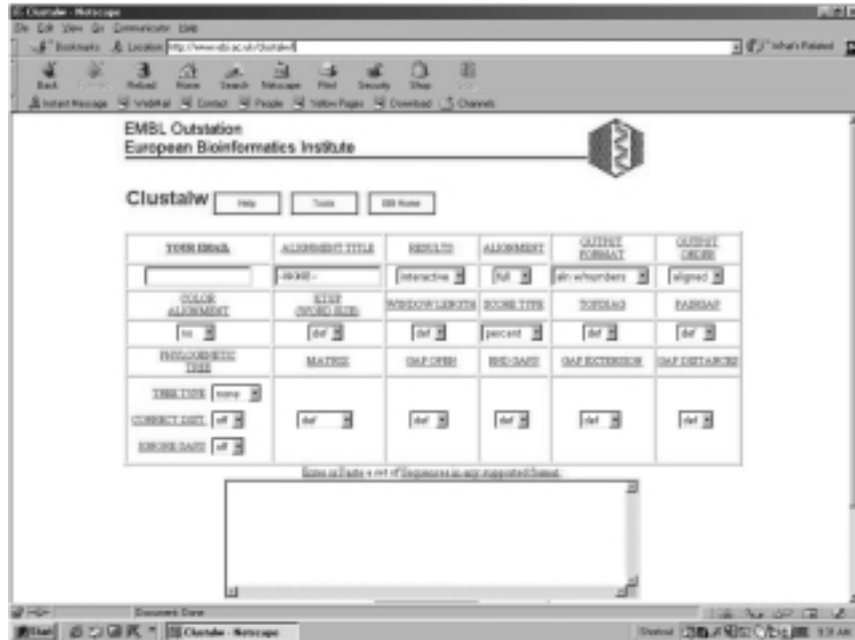 Clustalw - Netscape
File Edit View Go Communicator Help
Bookmarks Location http://www.ebi.ac.uk/clustalw/ What's Related
Back Reload Home Search Netscape Print Security Shop
Instant Message WebMail Contact People Yellow Pages Download Channels
EMBL Outstation
European Bioinformatics Institute
Clustalw Help Tools EBI Home
YOUR EMAIL ALIGNMENT TITLE RESULTS ALIGNMENT OUTPUT FORMAT OUTPUT ORDER
interactive full aln w/numbers aligned
COLOR ALIGNMENT KTUP (WORD SIZE) WINDOW LENGTH SCORE TYPE TOPDIAG PAIRGAP
no def def percent def def
PHYLOGENETIC TREE MATRIX GAP OPEN END GAPS GAP EXTENSION GAP DISTANCES
TREE TYPE none
CORRECT DIST. off def def def def def
IGNORE GAPS off
Enter or Paste a set of Sequences in any supported format:
Document: Done
Start Clustalw - Netscape Shortcut 9:31 AM